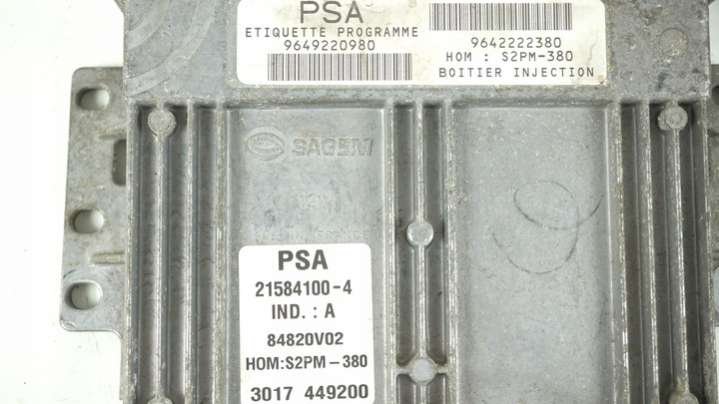 PSA
ETIQUETTE PROGRAMME
9649220980
9642222380
HOM : S2PM-380
BOITIER INJECTION
SAGEM
PSA
21584100-4
IND. : A
84820V02
HOM:S2PM-380
3017 449200